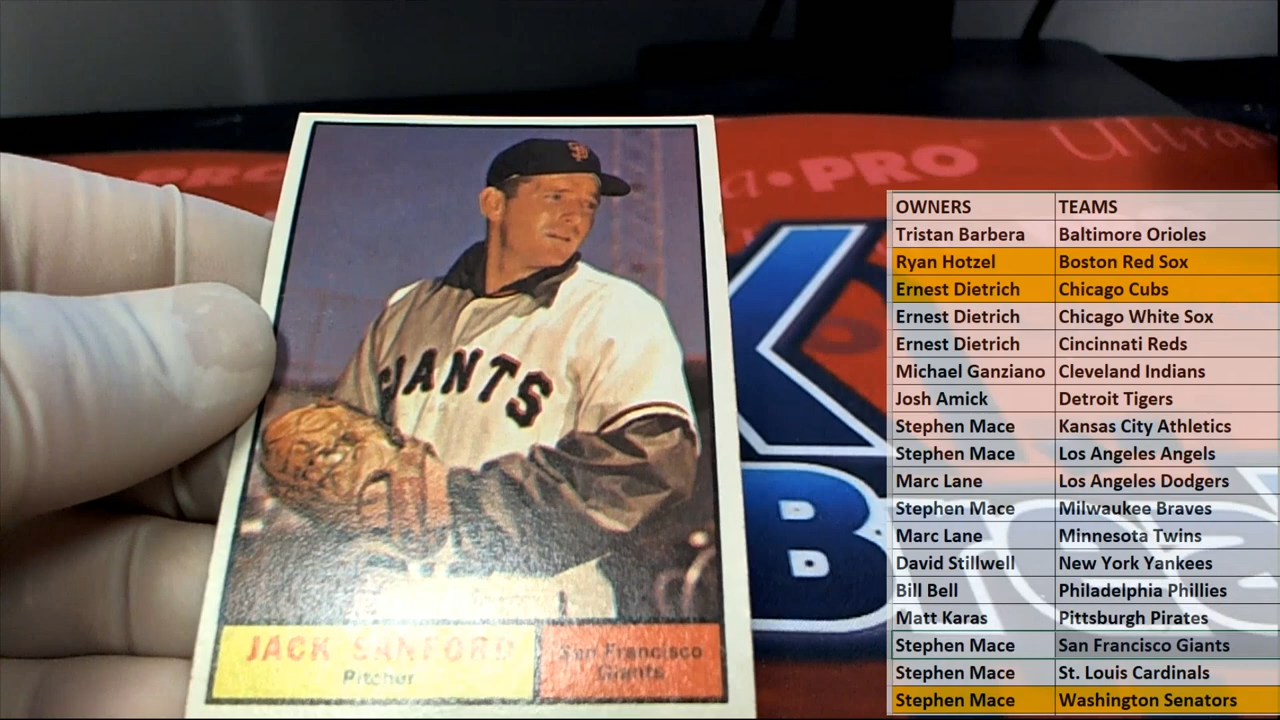 SF
GIANTS
JACK SANFORD
Pitcher
San Francisco
Giants
PRO
a•PRO
Ultra
K
Brea
OWNERS TEAMS
Tristan Barbera Baltimore Orioles
Ryan Hotzel Boston Red Sox
Ernest Dietrich Chicago Cubs
Ernest Dietrich Chicago White Sox
Ernest Dietrich Cincinnati Reds
Michael Ganziano Cleveland Indians
Josh Amick Detroit Tigers
Stephen Mace Kansas City Athletics
Stephen Mace Los Angeles Angels
Marc Lane Los Angeles Dodgers
Stephen Mace Milwaukee Braves
Marc Lane Minnesota Twins
David Stillwell New York Yankees
Bill Bell Philadelphia Phillies
Matt Karas Pittsburgh Pirates
Stephen Mace San Francisco Giants
Stephen Mace St. Louis Cardinals
Stephen Mace Washington Senators